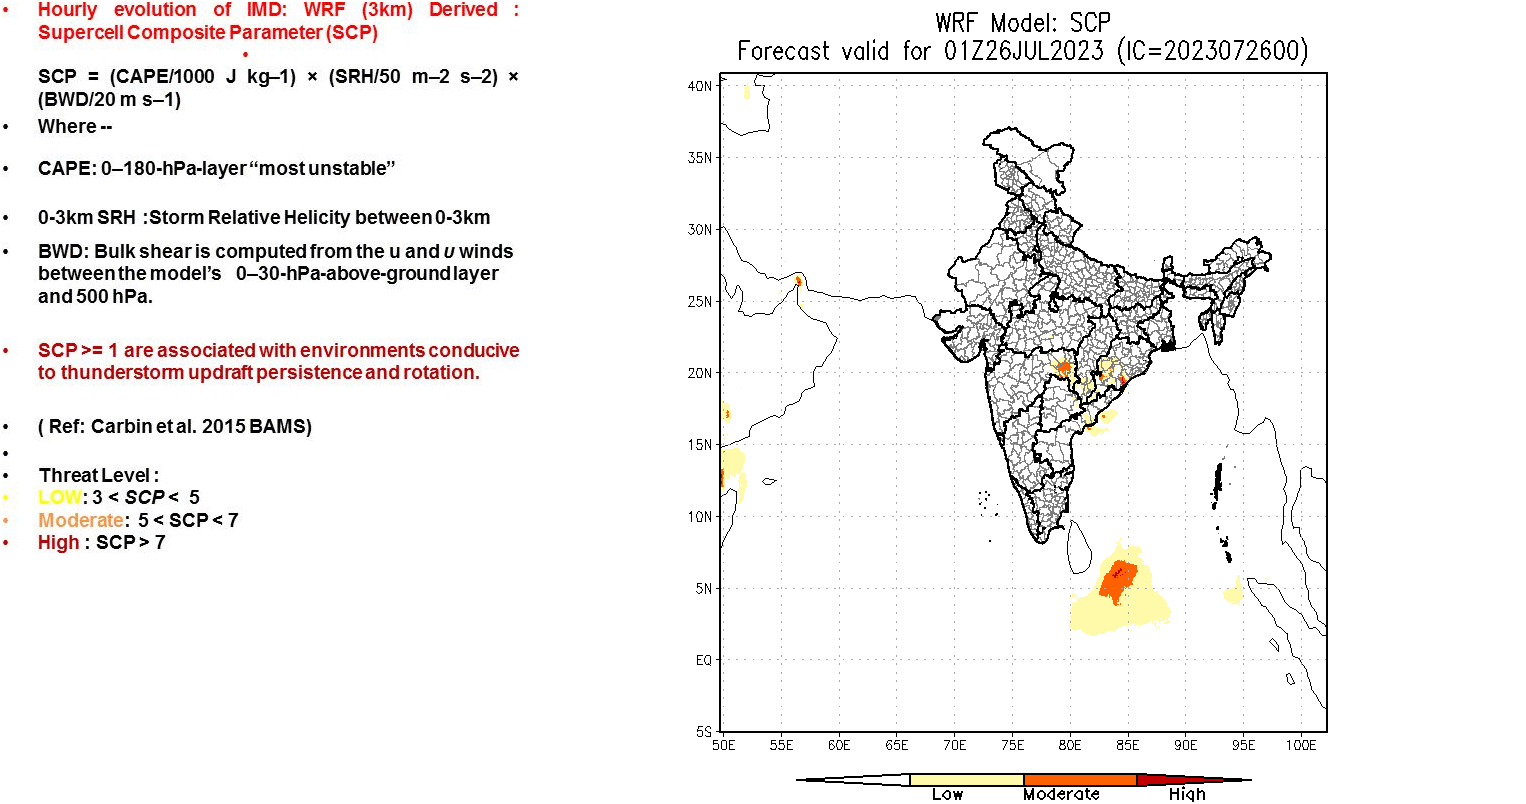 • Hourly evolution of IMD: WRF (3km) Derived :
Supercell Composite Parameter (SCP)
•
SCP = (CAPE/1000 J kg–1) × (SRH/50 m–2 s–2) ×
(BWD/20 m s–1)
• Where --
• CAPE: 0–180-hPa-layer “most unstable”
• 0-3km SRH :Storm Relative Helicity between 0-3km
• BWD: Bulk shear is computed from the u and υ winds
between the model’s 0–30-hPa-above-ground layer
and 500 hPa.
• SCP >= 1 are associated with environments conducive
to thunderstorm updraft persistence and rotation.
• ( Ref: Carbin et al. 2015 BAMS)
•
• Threat Level :
• LOW: 3 < SCP < 5
• Moderate: 5 < SCP < 7
• High : SCP > 7
WRF Model: SCP
Forecast valid for 01Z26JUL2023 (IC=2023072600)
40N
35N
30N
25N
20N
15N
10N
5N
EQ
5S
50E 55E 60E 65E 70E 75E 80E 85E 90E 95E 100E
Low Moderate High